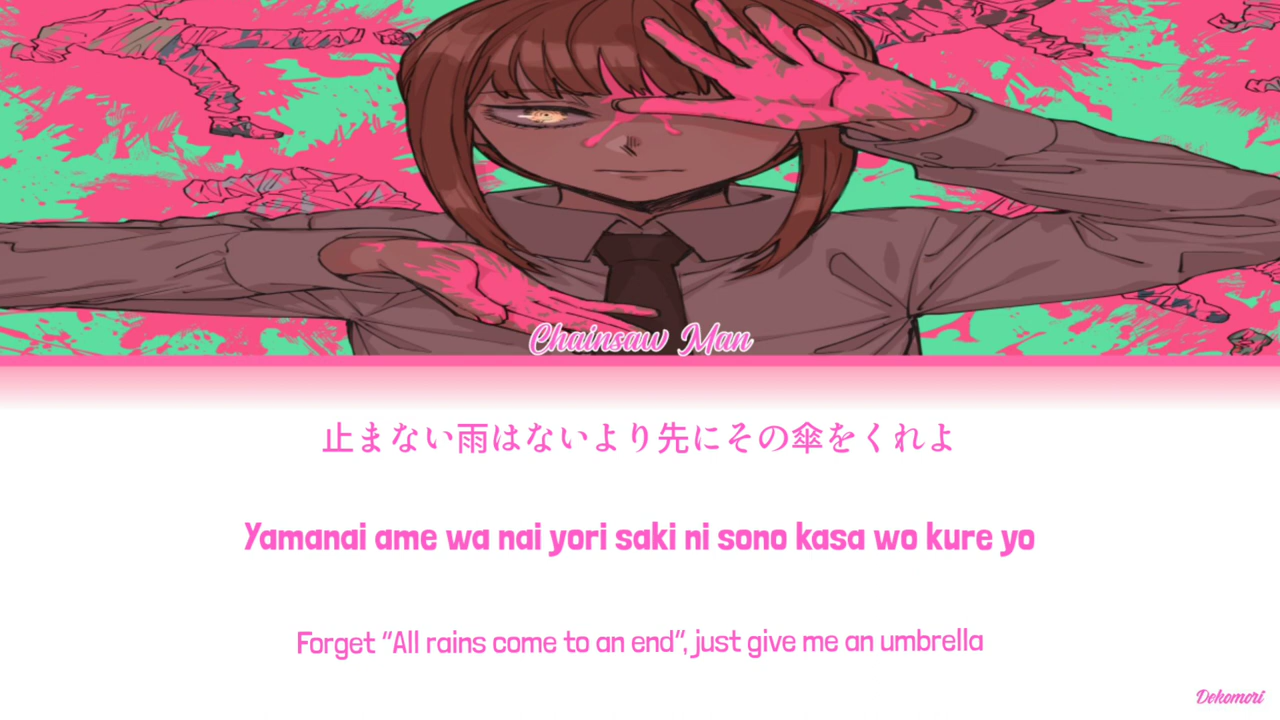 Chainsaw Man
止まない雨はないより先にその傘をくれよ
Yamanai ame wa nai yori saki ni sono kasa wo kure yo
Forget “All rains come to an end“, just give me an umbrella
Dekomori